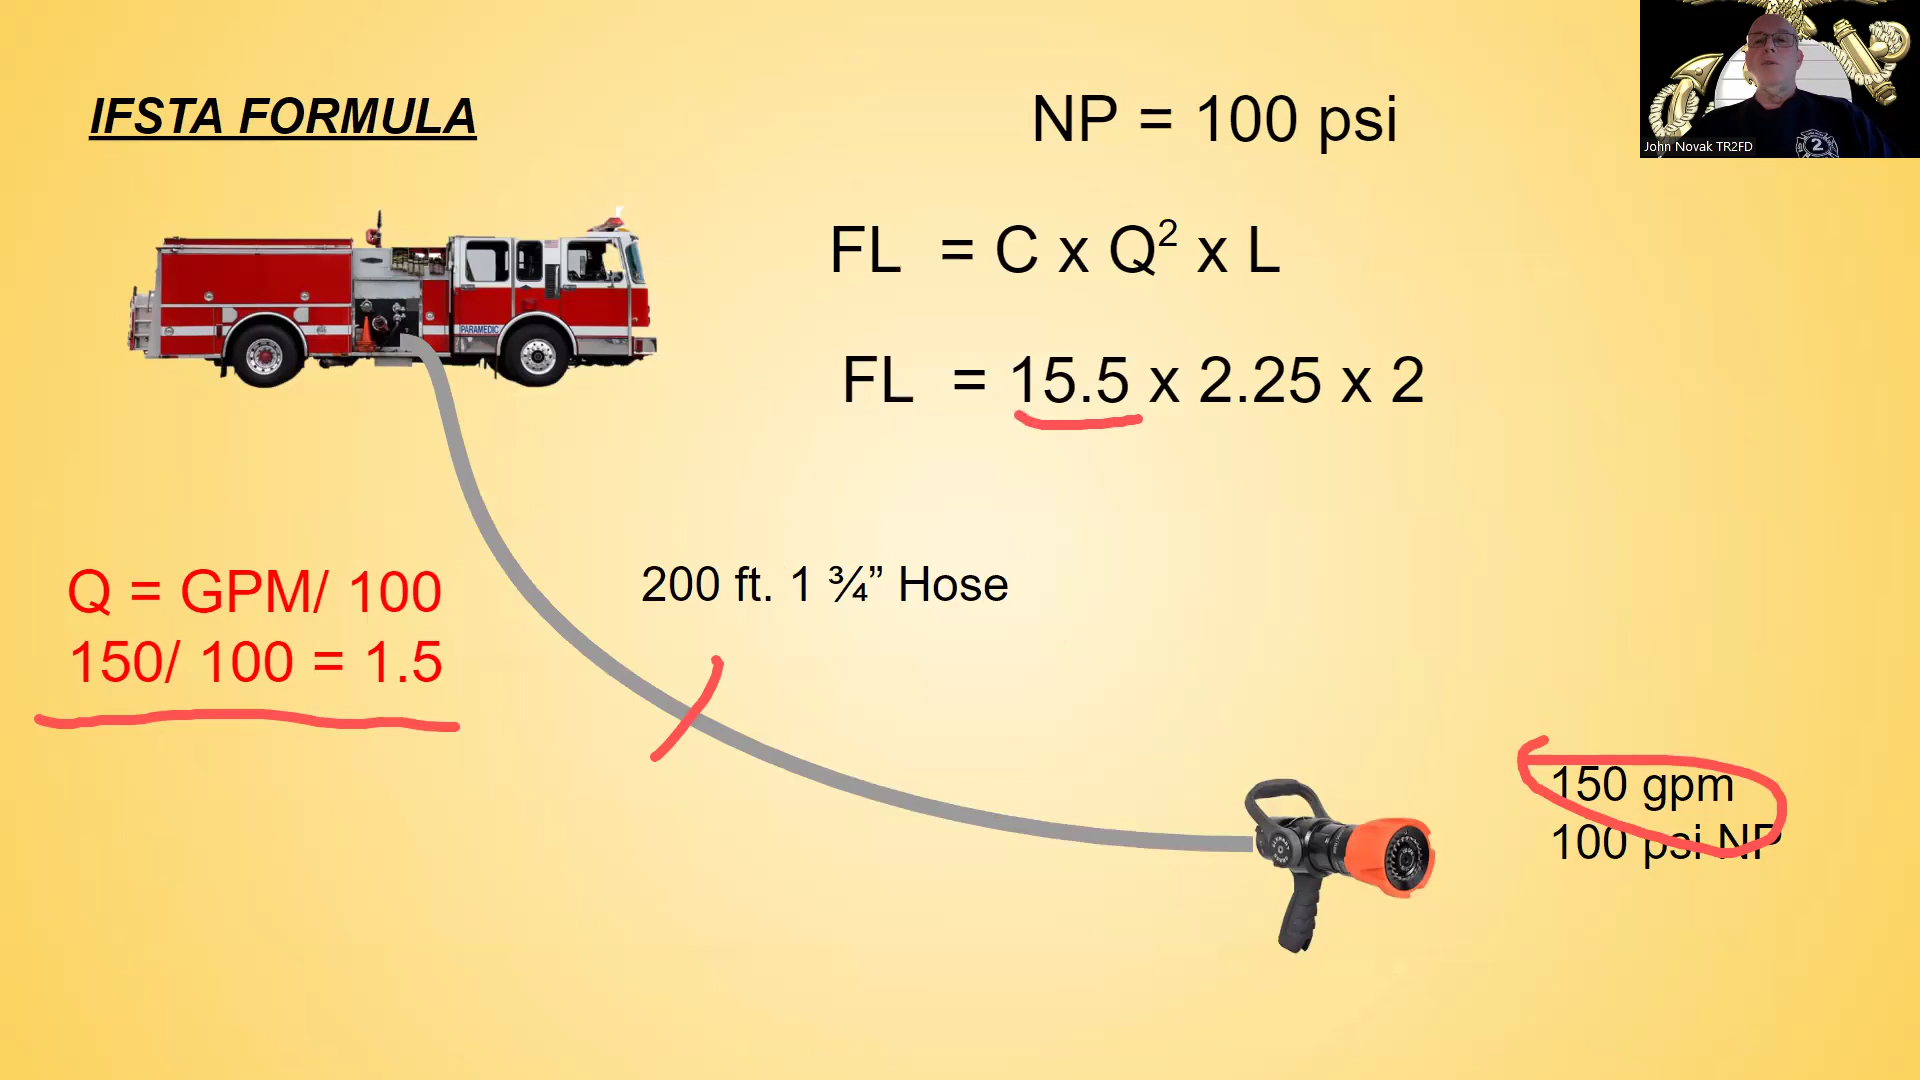 IFSTA FORMULA
NP = 100 psi
FL = C x Q² x L
FL = 15.5 x 2.25 x 2
PARAMEDIC
200 ft. 1 ¾” Hose
Q = GPM/ 100
150/ 100 = 1.5
150 gpm
100 psi NP
John Novak TR2FD
2